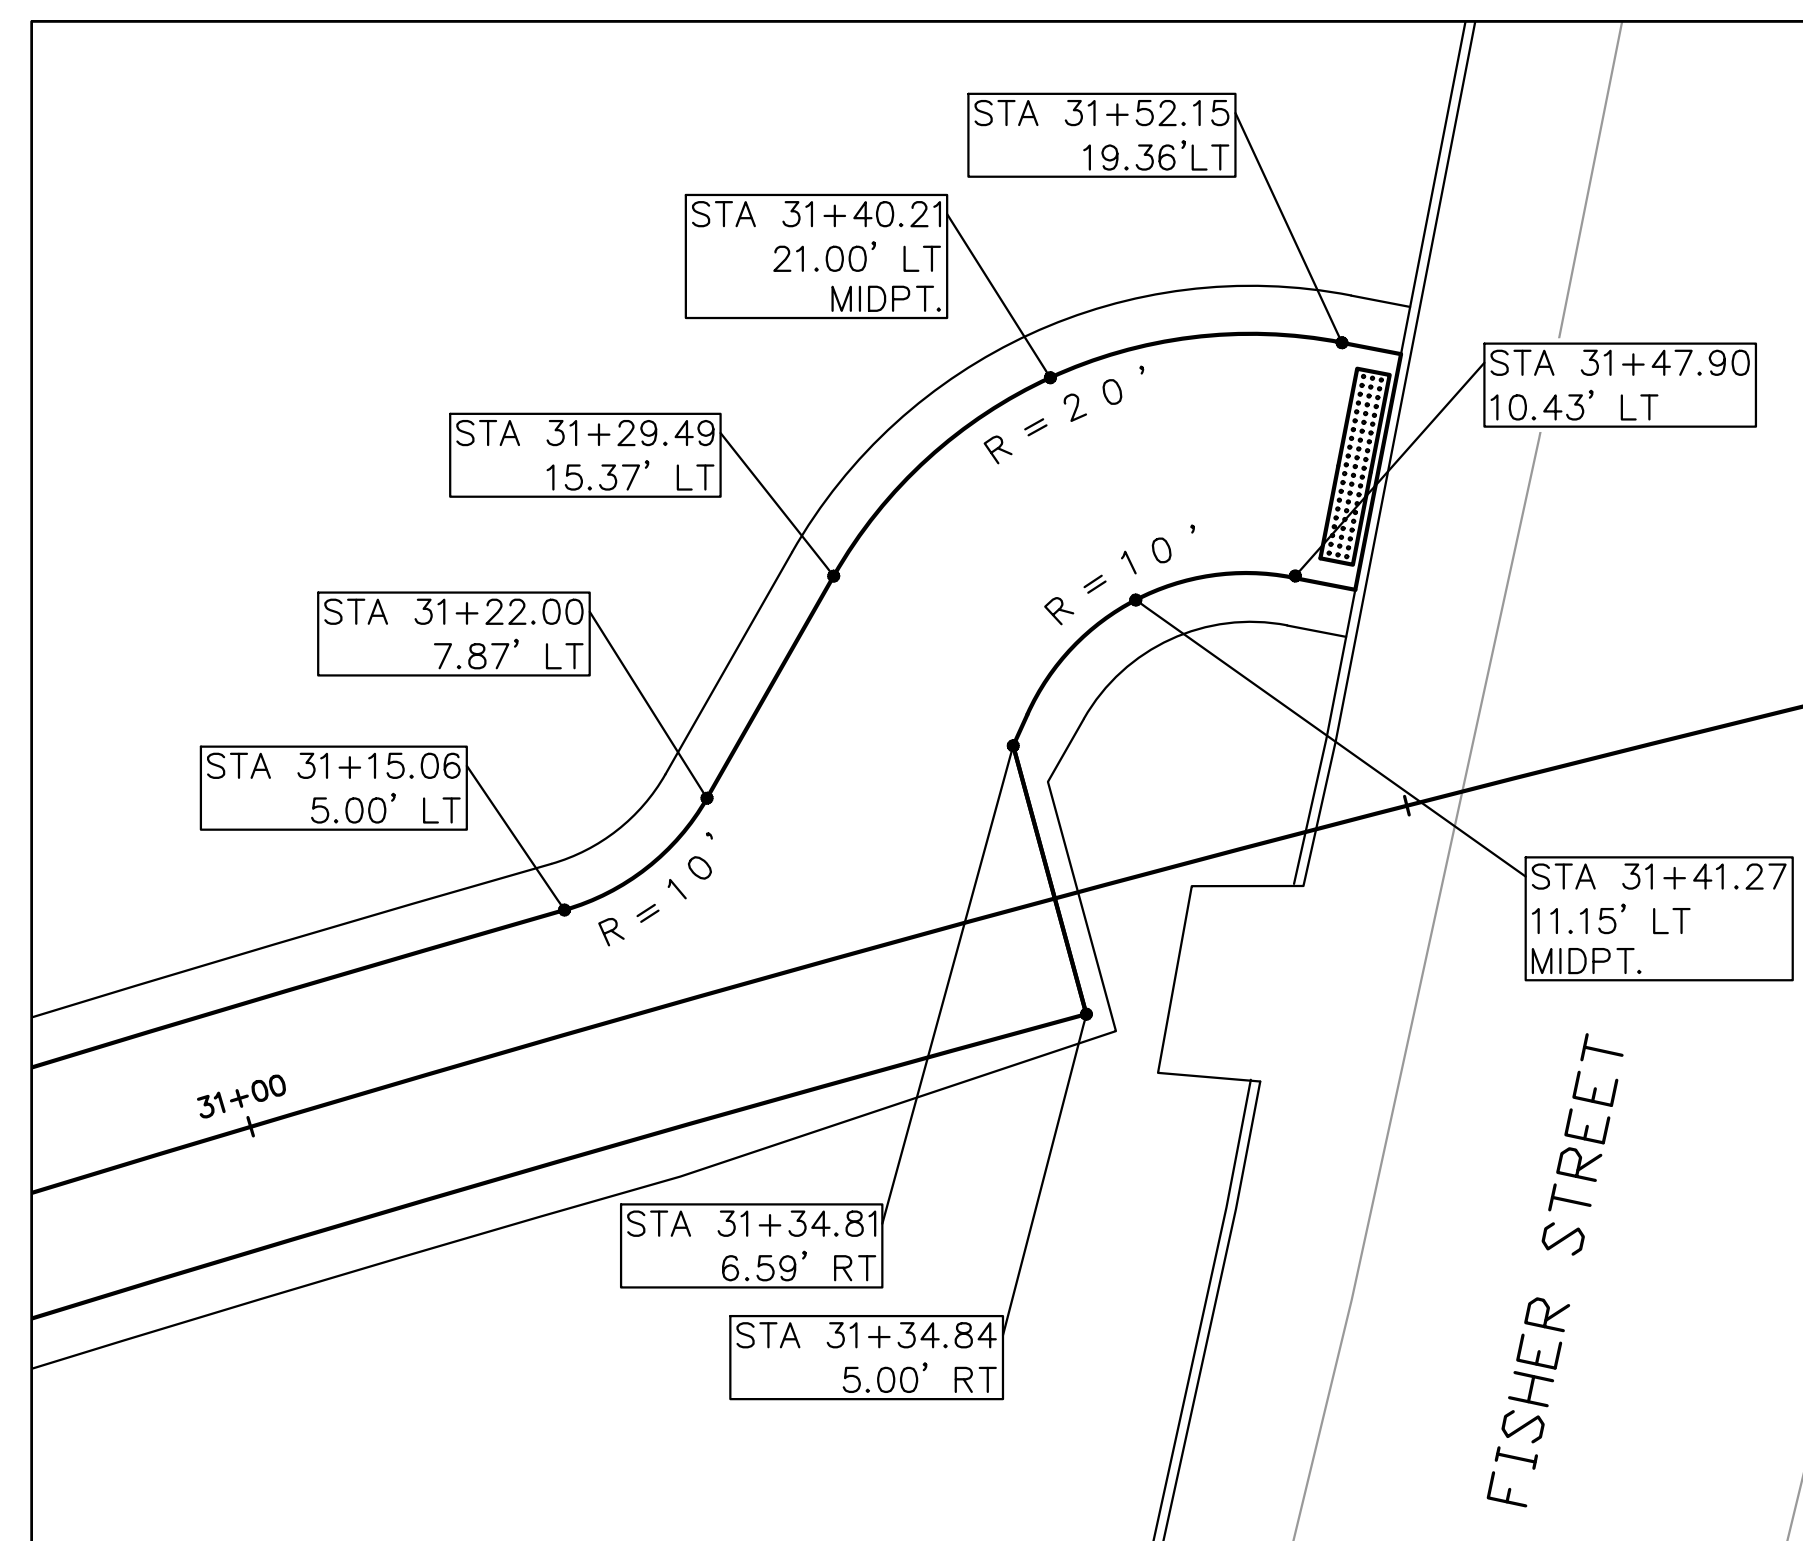 STA 31+52.15
19.36'LT
STA 31+40.21
21.00' LT
MIDPT.
STA 31+47.90
10.43' LT
R=20'
STA 31+29.49
15.37' LT
R=10'
STA 31+22.00
7.87' LT
STA 31+15.06
5.00' LT
R=10'
STA 31+41.27
11.15' LT
MIDPT.
31+00
STA 31+34.81
6.59' RT
STA 31+34.84
5.00' RT
FISHER STREET